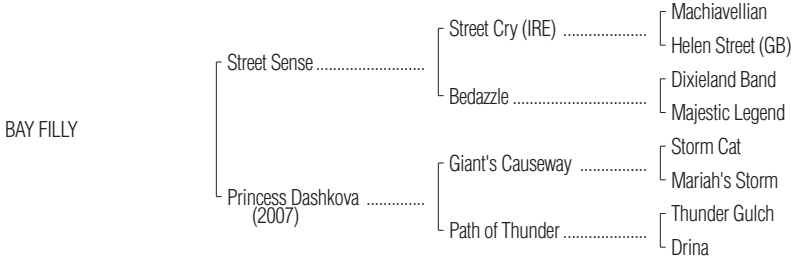 Machiavellian
Street Cry (IRE) ....................
Helen Street (GB)
Street Sense ..........................
Dixieland Band
Bedazzle ................................
Majestic Legend
BAY FILLY
Storm Cat
Giant's Causeway ................
Mariah's Storm
Princess Dashkova ..............
(2007)
Thunder Gulch
Path of Thunder ....................
Drina